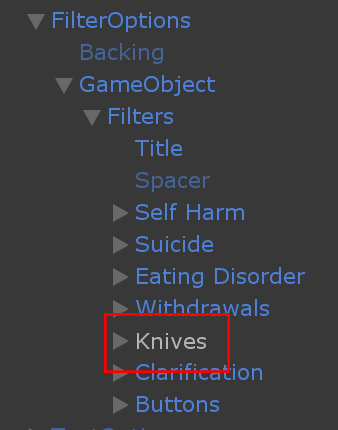 FilterOptions
Backing
GameObject
Filters
Title
Spacer
Self Harm
Suicide
Eating Disorder
Withdrawals
Knives
Clarification
Buttons